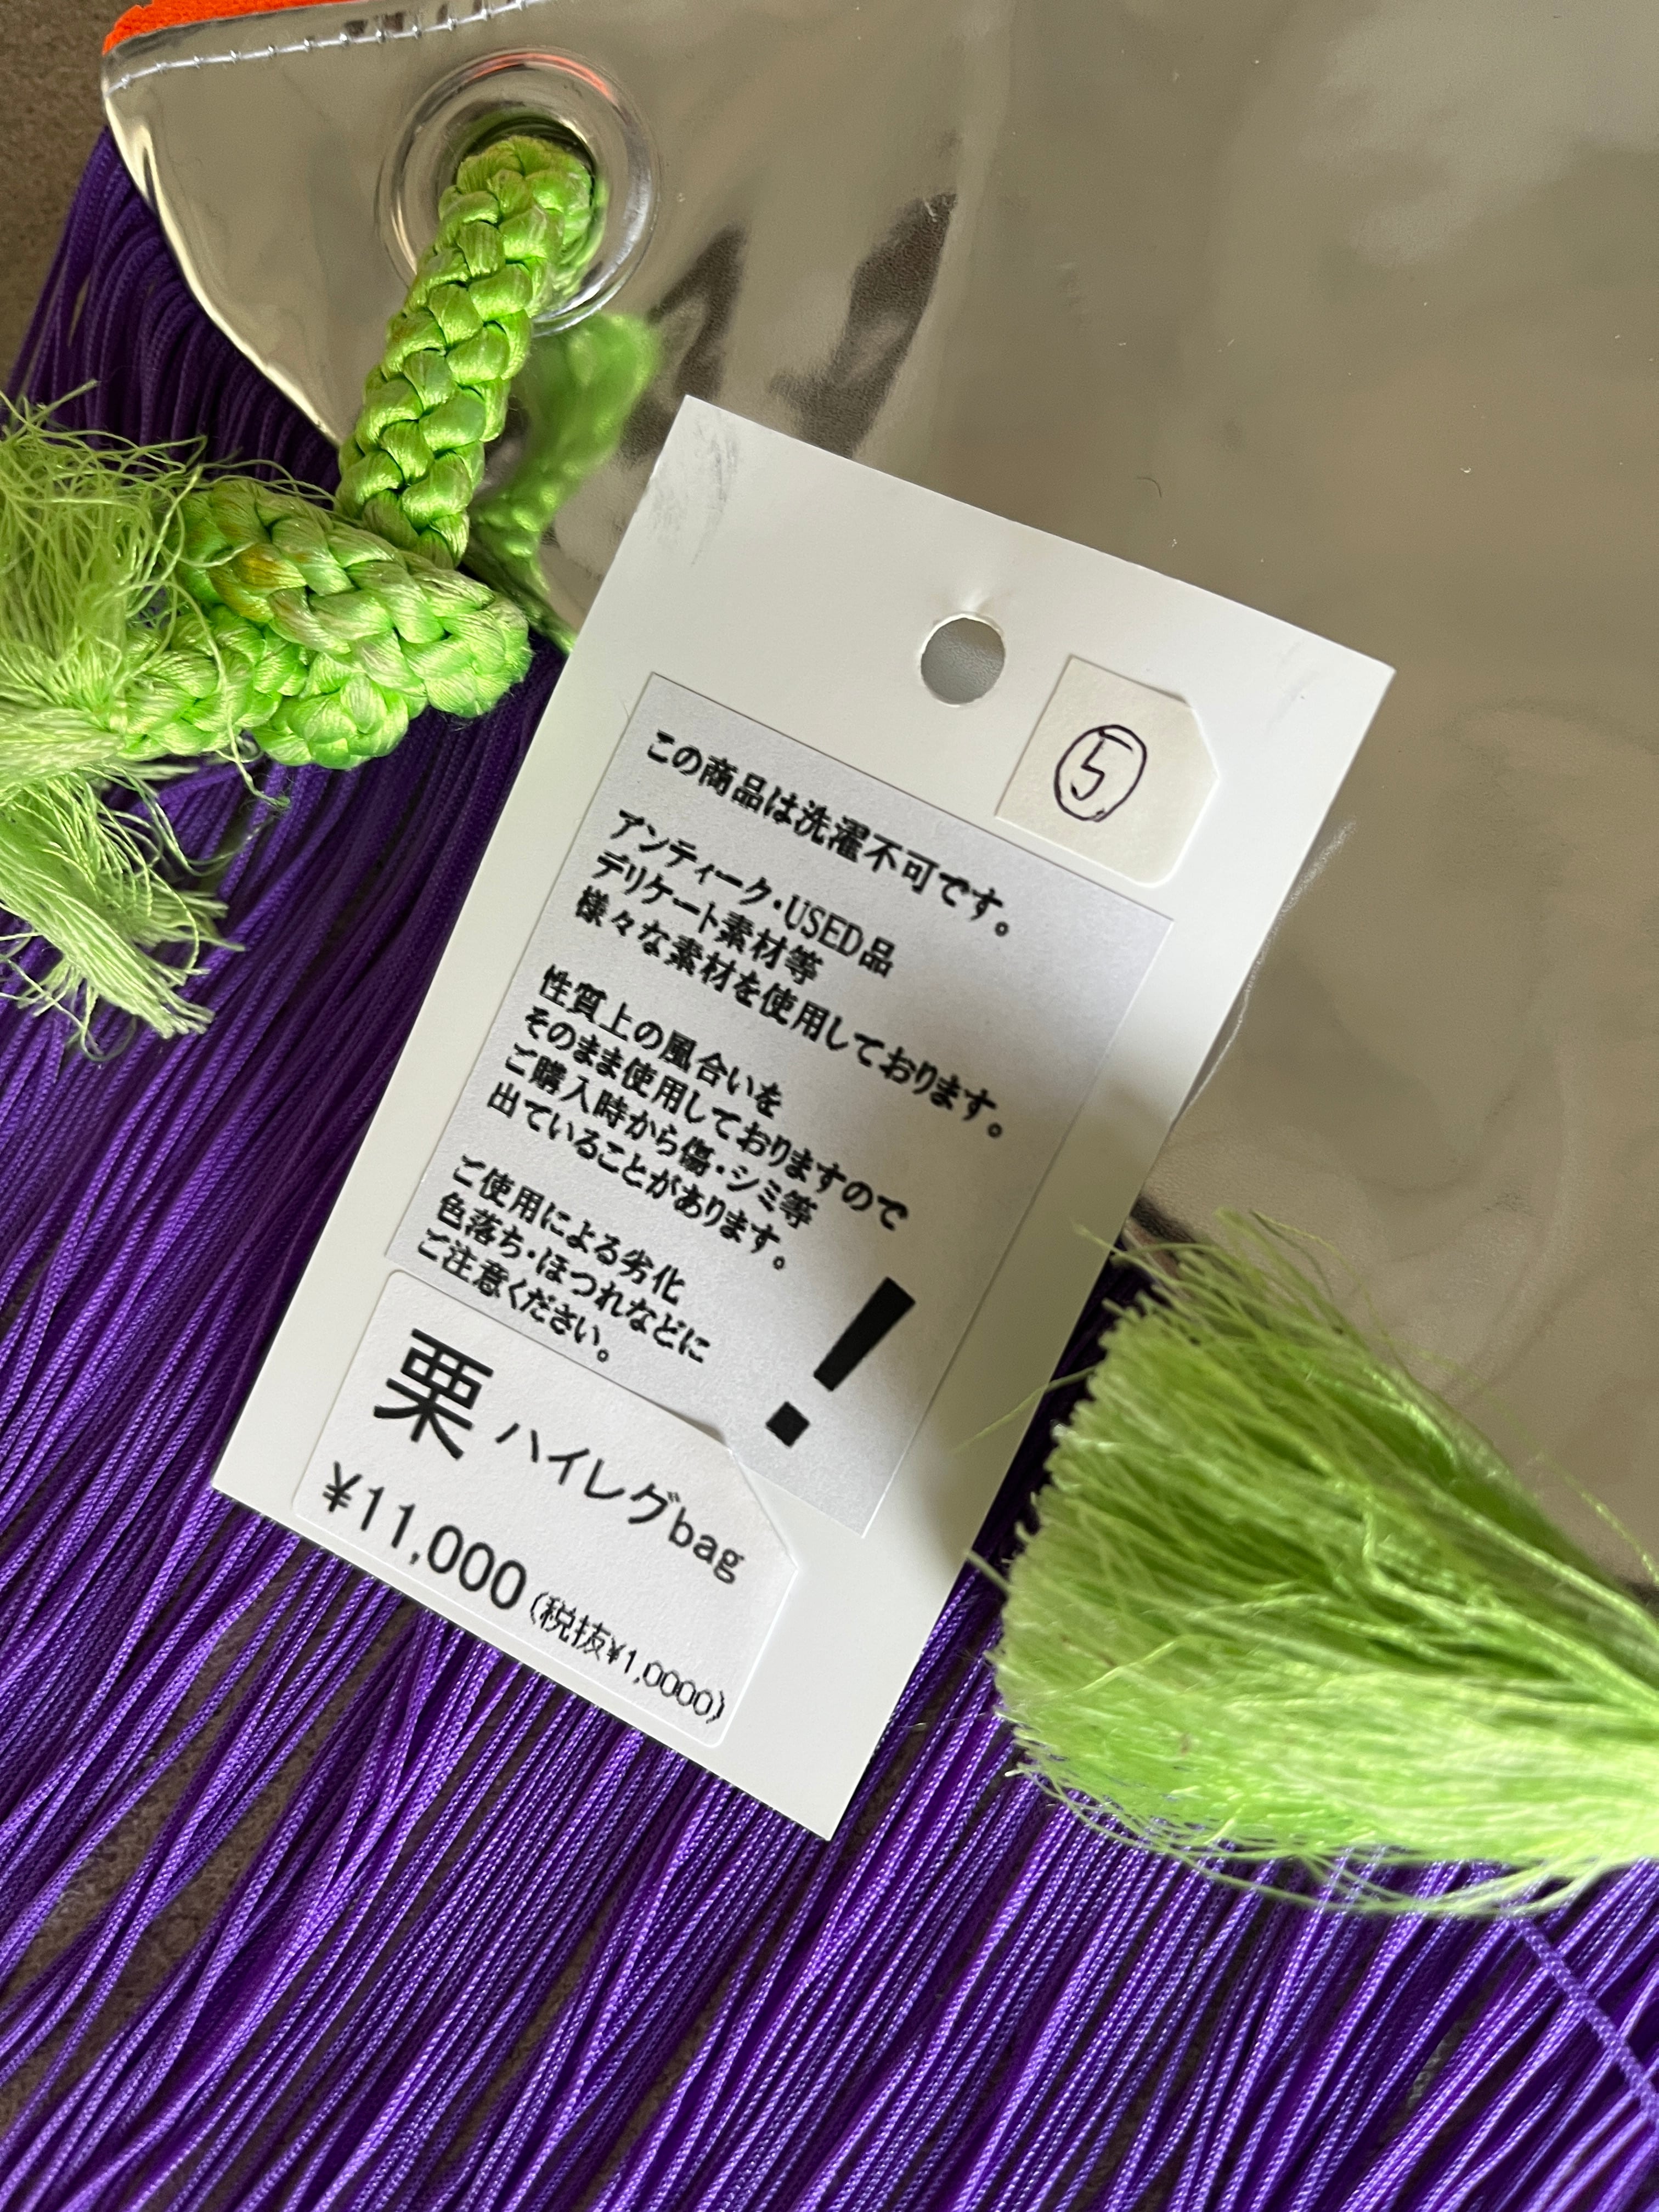 ⑤
この商品は洗濯不可です。
アンティーク・USED品
デリケート素材等
様々な素材を使用しております。
性質上の風合いを
そのまま使用しておりますので
ご購入時から傷・シミ等
出ていることがあります。
ご使用による劣化
色落ち・ほつれなどに
ご注意ください。
!
栗 ハイレグbag
¥11,000(税抜¥1,0000)